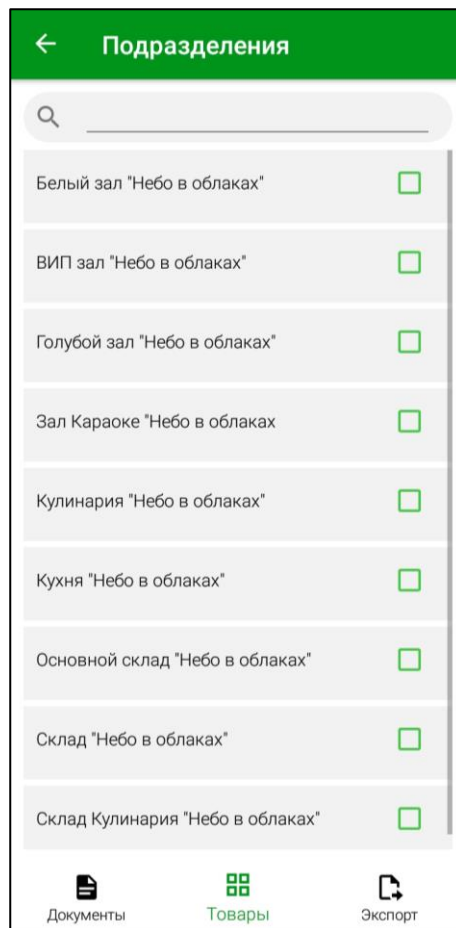 Подразделения
Белый зал "Небо в облаках"
ВИП зал "Небо в облаках"
Голубой зал "Небо в облаках"
Зал Караоке "Небо в облаках
Кулинария "Небо в облаках"
Кухня "Небо в облаках"
Основной склад "Небо в облаках"
Склад "Небо в облаках"
Склад Кулинария "Небо в облаках"
Документы Товары Экспорт